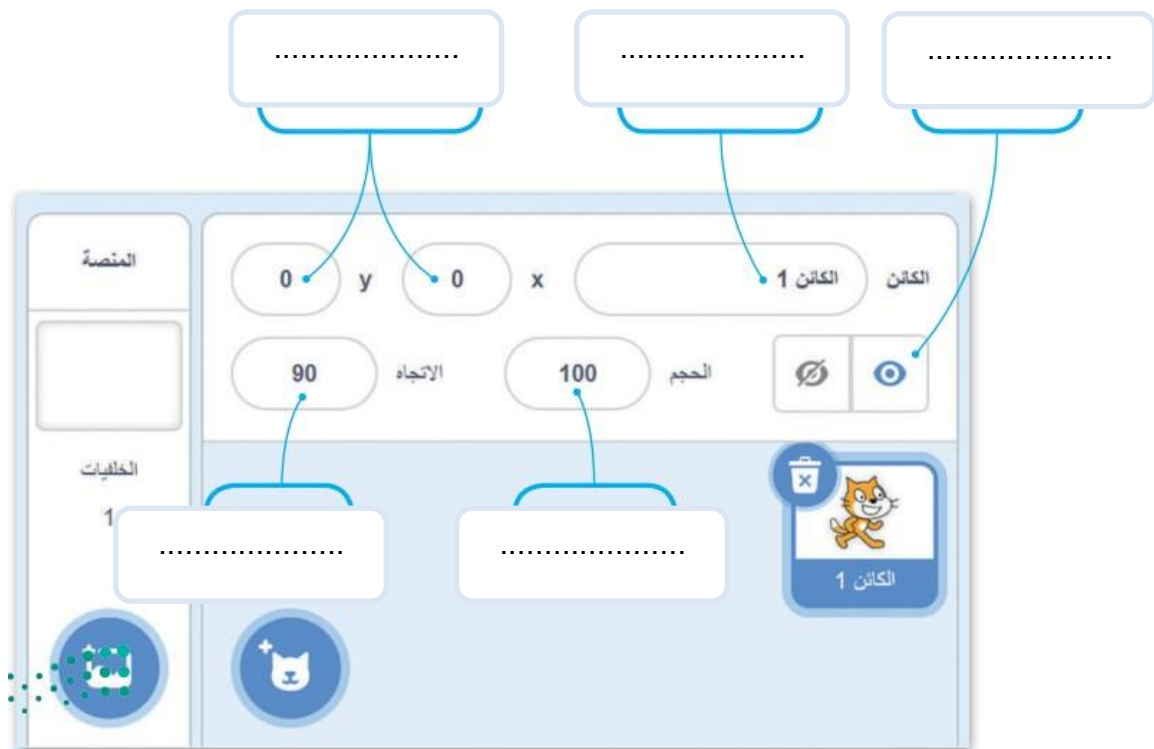 ..................... ..................... .....................
الكائن الكائن 1 x 0 y 0
المنصة
الحجم 100 الاتجاه 90
الخلفيات
1
..................... .....................
الكائن 1